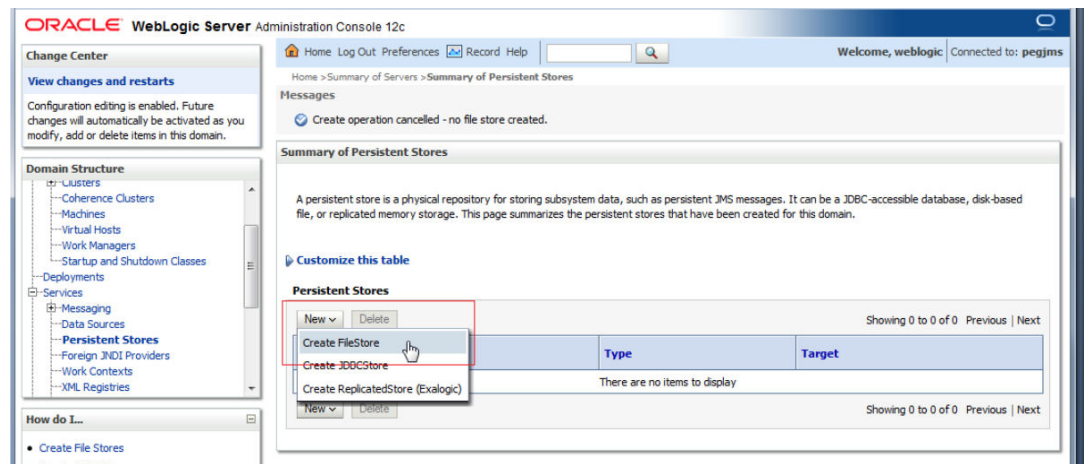 ORACLE WebLogic Server Administration Console 12c
Change Center
View changes and restarts
Configuration editing is enabled. Future
changes will automatically be activated as you
modify, add or delete items in this domain.
Domain Structure
Clusters
Coherence Clusters
Machines
Virtual Hosts
Work Managers
Startup and Shutdown Classes
Deployments
Services
Messaging
Data Sources
Persistent Stores
Foreign JNDI Providers
Work Contexts
XML Registries
How do I...
Create File Stores
Home Log Out Preferences Record Help
Welcome, weblogic Connected to: pegjms
Home >Summary of Servers >Summary of Persistent Stores
Messages
Create operation cancelled - no file store created.
Summary of Persistent Stores
A persistent store is a physical repository for storing subsystem data, such as persistent JMS messages. It can be a JDBC-accessible database, disk-based
file, or replicated memory storage. This page summarizes the persistent stores that have been created for this domain.
Customize this table
Persistent Stores
New Delete
Showing 0 to 0 of 0 Previous | Next
Create FileStore
Create JDBCStore
Create ReplicatedStore (Exalogic)
Type Target
There are no items to display
New Delete
Showing 0 to 0 of 0 Previous | Next